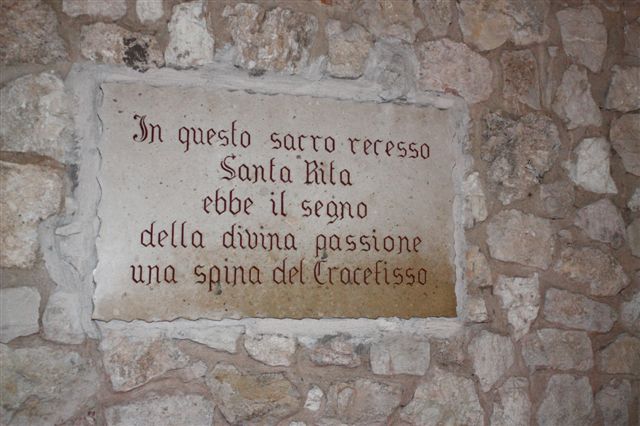 In questo sacro recesso
Santa Rita
ebbe il segno
della divina passione
una spina del Crocefisso